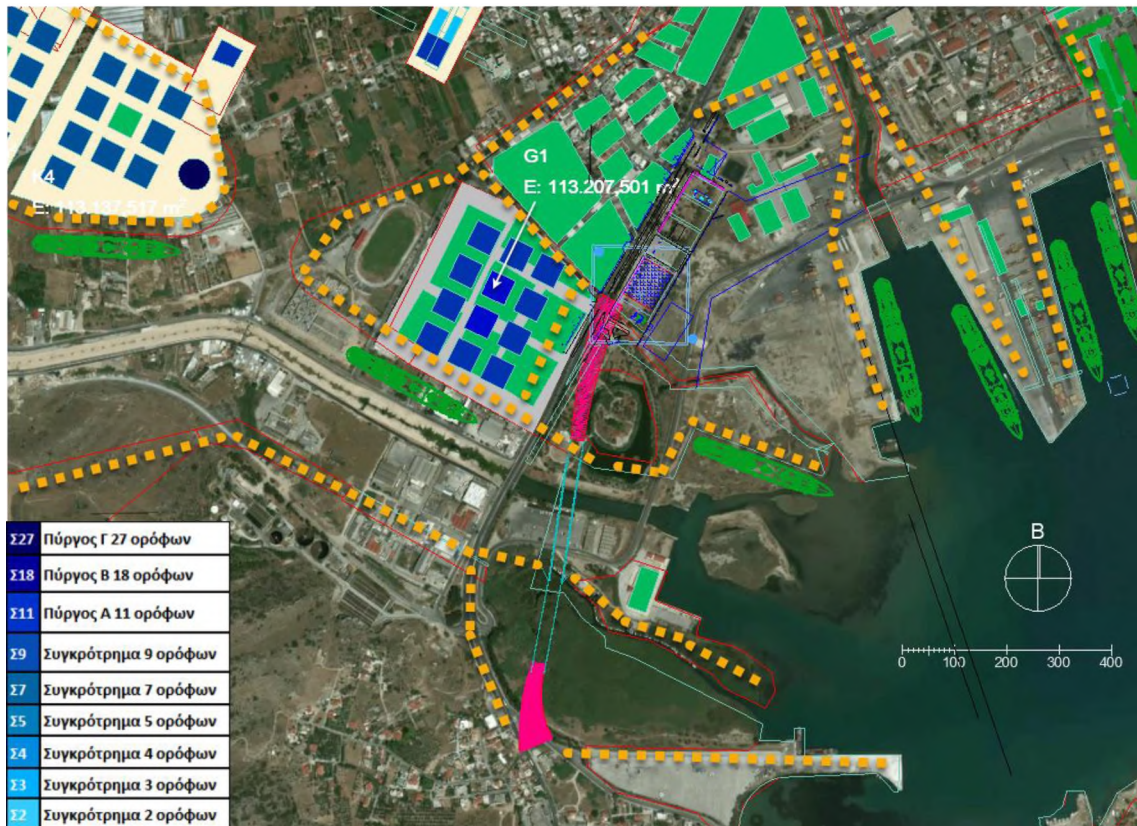 G1
E: 113.207,501 m²
K4
E: 113.137,517 m²
Σ27 Πύργος Γ 27 ορόφων
Σ18 Πύργος Β 18 ορόφων
Σ11 Πύργος Α 11 ορόφων
Σ9 Συγκρότημα 9 ορόφων
Σ7 Συγκρότημα 7 ορόφων
Σ5 Συγκρότημα 5 ορόφων
Σ4 Συγκρότημα 4 ορόφων
Σ3 Συγκρότημα 3 ορόφων
Σ2 Συγκρότημα 2 ορόφων
Β
0 100 200 300 400